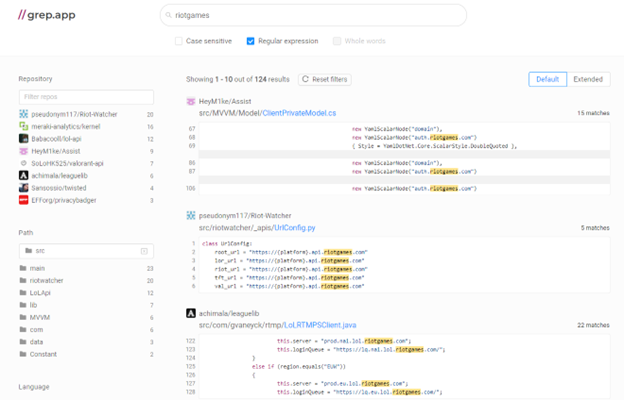 //grep.app
riotgames
Case sensitive
Regular expression
Whole words
Repository
Filter repos
pseudonym117/Riot-Watcher 20
meraki-analytics/kernel 16
Babacooll/lol-api 12
HeyM1ke/Assist 9
SoLoHK525/valorant-api 7
achimala/leaguelib 6
Sansossio/twisted 4
EFForg/privacybadger 4
Path
src
main 23
riotwatcher 20
LoLApi 12
lib 7
MVVM 6
com 6
data 3
Constant 2
Language
Showing 1 - 10 out of 124 results
Reset filters
Default
Extended
HeyM1ke/Assist
src/MVVM/Model/ClientPrivateModel.cs 15 matches
67 new YamlScalarNode("domain"),
68 new YamlScalarNode("auth.riotgames.com")
69 { Style = YamlDotNet.Core.ScalarStyle.DoubleQuoted },
86 new YamlScalarNode("domain"),
87 new YamlScalarNode("auth.riotgames.com")
106 new YamlScalarNode("auth.riotgames.com")
pseudonym117/Riot-Watcher
src/riotwatcher/_apis/UrlConfig.py 5 matches
1 class UrlConfig:
2 root_url = "https://{platform}.api.riotgames.com"
3 lor_url = "https://{platform}.api.riotgames.com"
4 riot_url = "https://{platform}.api.riotgames.com"
5 tft_url = "https://{platform}.api.riotgames.com"
6 val_url = "https://{platform}.api.riotgames.com"
achimala/leaguelib
src/com/gvaneyck/rtmp/LoLRTMPSClient.java 22 matches
122 this.server = "prod.na1.lol.riotgames.com";
123 this.loginQueue = "https://lq.na1.lol.riotgames.com/";
124 }
125 else if (region.equals("EUW"))
126 {
127 this.server = "prod.eu.lol.riotgames.com";
128 this.loginQueue = "https://lq.eu.lol.riotgames.com/";